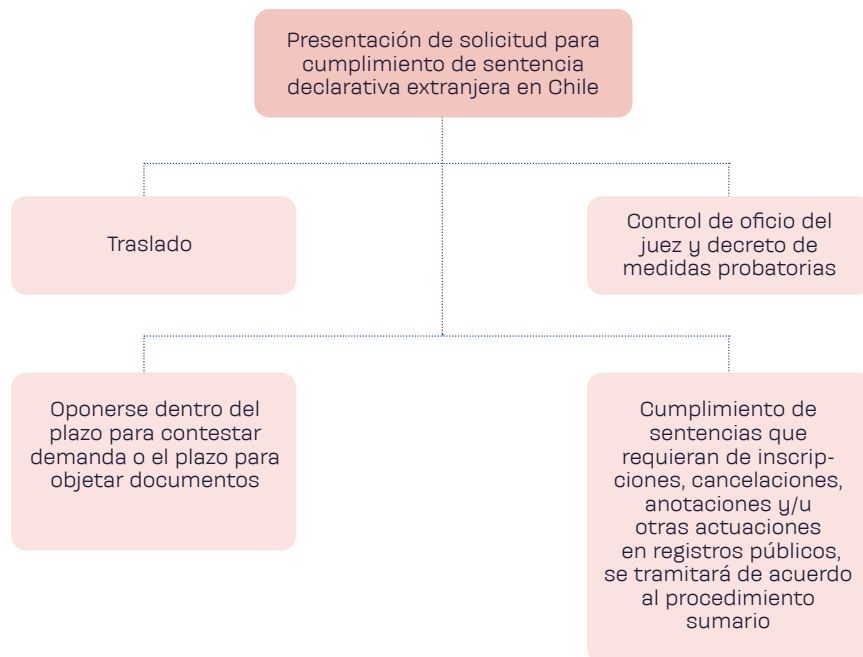 Presentación de solicitud para
cumplimiento de sentencia
declarativa extranjera en Chile
Traslado
Control de oficio del
juez y decreto de
medidas probatorias
Oponerse dentro del
plazo para contestar
demanda o el plazo para
objetar documentos
Cumplimiento de
sentencias que
requieran de inscrip-
ciones, cancelaciones,
anotaciones y/u
otras actuaciones
en registros públicos,
se tramitará de acuerdo
al procedimiento
sumario